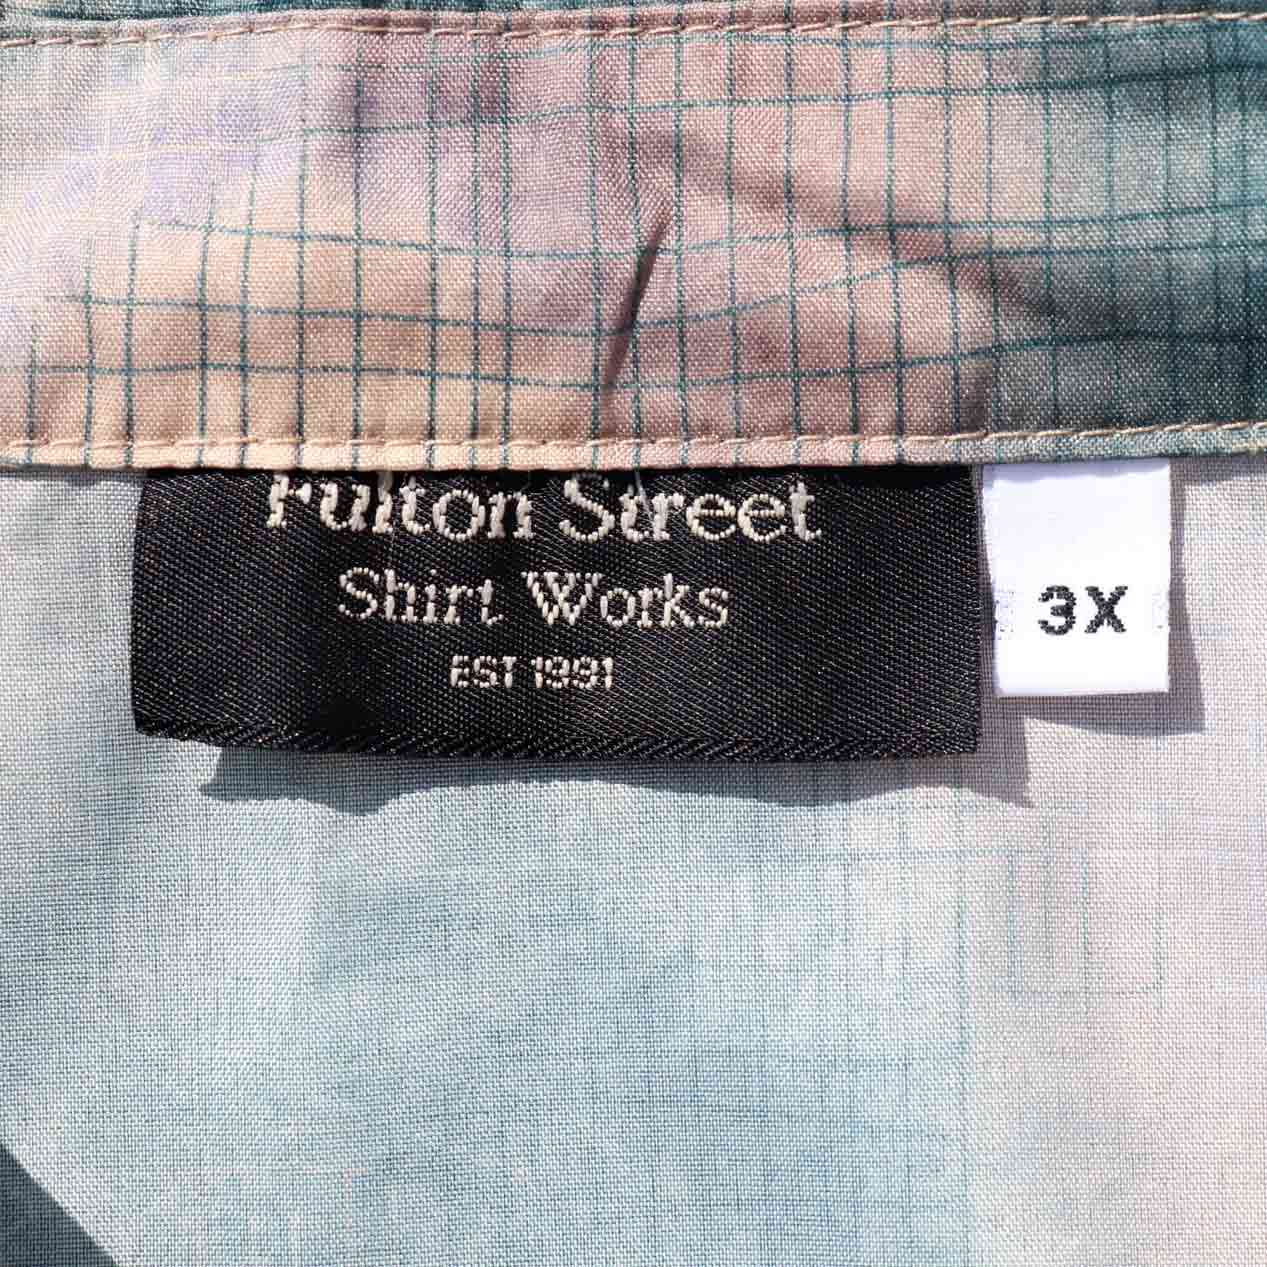 Fulton Street
Shirt Works
EST 1991
3X